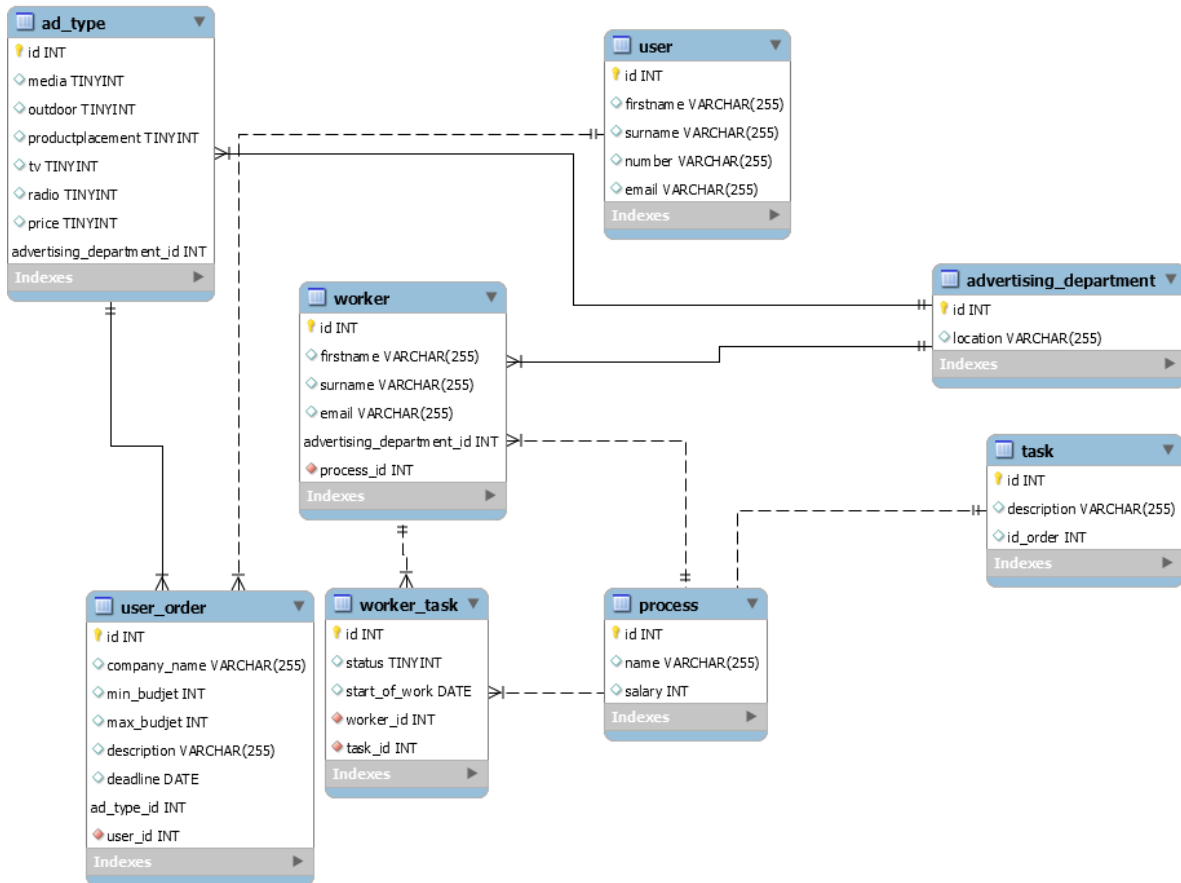 ad_type
id INT
media TINYINT
outdoor TINYINT
productplacement TINYINT
tv TINYINT
radio TINYINT
price TINYINT
advertising_department_id INT
Indexes
user
id INT
firstname VARCHAR(255)
surname VARCHAR(255)
number VARCHAR(255)
email VARCHAR(255)
Indexes
worker
id INT
firstname VARCHAR(255)
surname VARCHAR(255)
email VARCHAR(255)
advertising_department_id INT
process_id INT
Indexes
advertising_department
id INT
location VARCHAR(255)
Indexes
task
id INT
description VARCHAR(255)
id_order INT
Indexes
user_order
id INT
company_name VARCHAR(255)
min_budjet INT
max_budjet INT
description VARCHAR(255)
deadline DATE
ad_type_id INT
user_id INT
Indexes
worker_task
id INT
status TINYINT
start_of_work DATE
worker_id INT
task_id INT
Indexes
process
id INT
name VARCHAR(255)
salary INT
Indexes